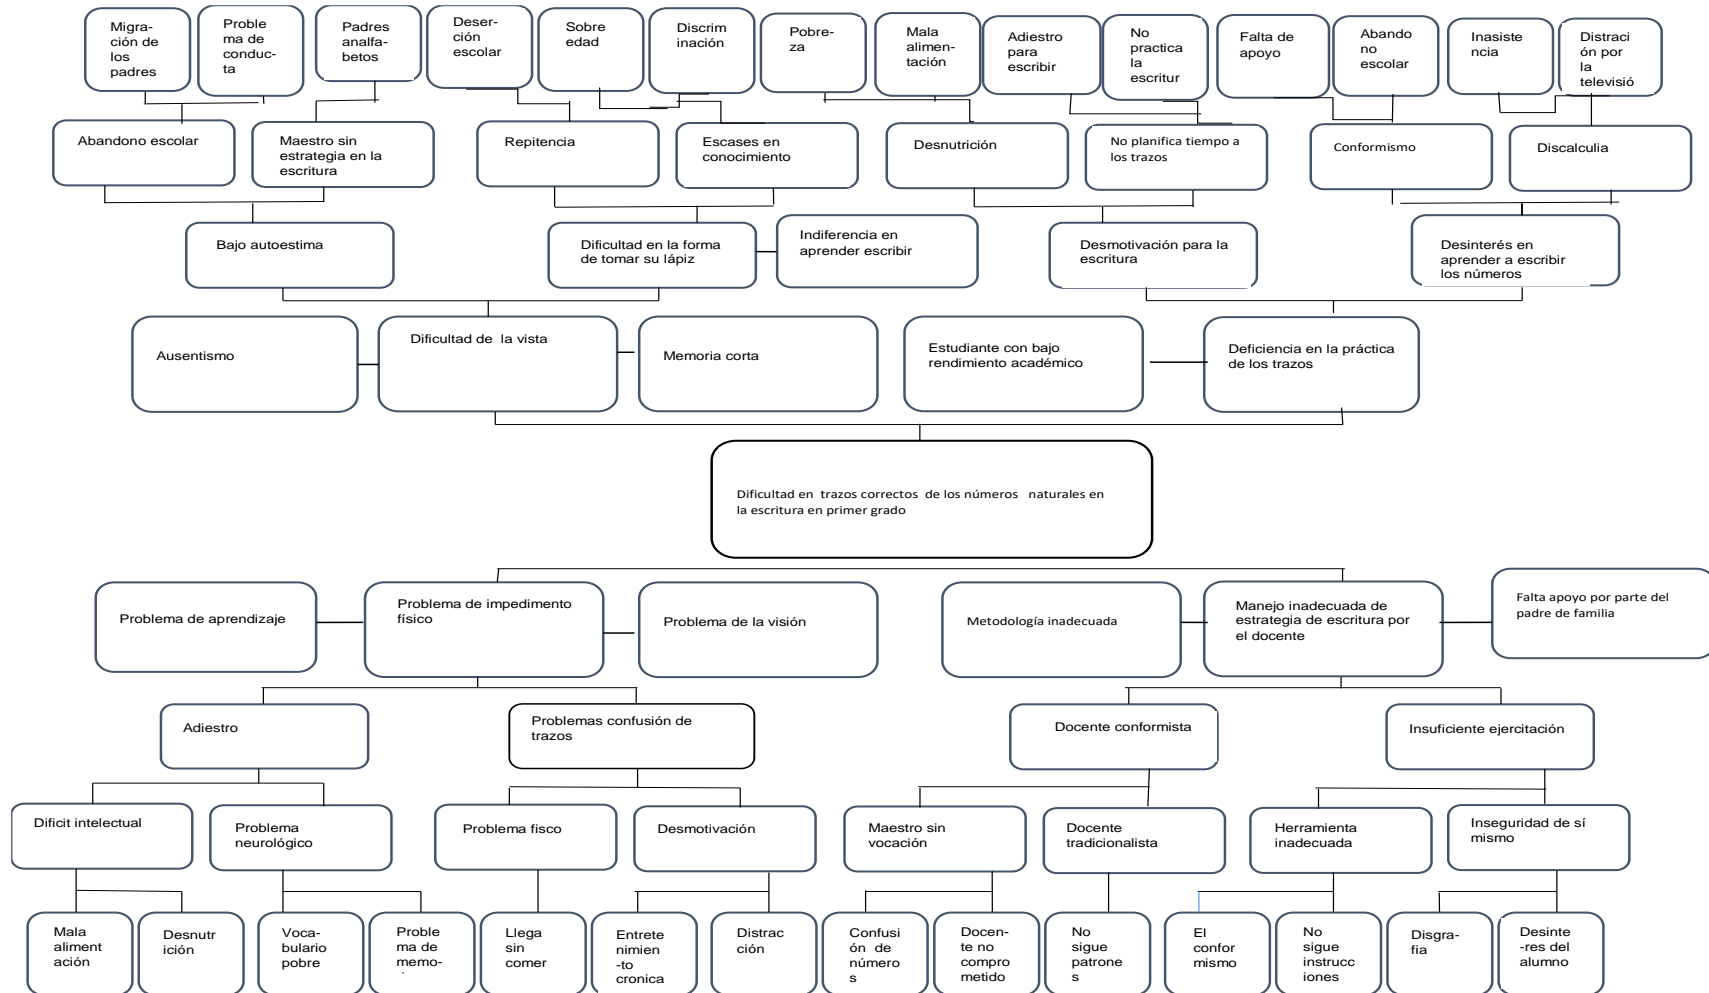 Migra-
ción de
los
padres
Proble
ma de
conduc-
ta
Padres
analfa-
betos
Deser-
ción
escolar
Sobre
edad
Discrim
inación
Pobre-
za
Mala
alimen-
tación
Adiestro
para
escribir
No
practica
la
escritur
Falta de
apoyo
Abando
no
escolar
Inasiste
ncia
Distraci
ón por
la
televisió
Abandono escolar
Maestro sin
estrategia en la
escritura
Repitencia
Escases en
conocimiento
Desnutrición
No planifica tiempo a
los trazos
Conformismo
Discalculia
Bajo autoestima
Dificultad en la forma
de tomar su lápiz
Indiferencia en
aprender escribir
Desmotivación para la
escritura
Desinterés en
aprender a escribir
los números
Ausentismo
Dificultad de la vista
Memoria corta
Estudiante con bajo
rendimiento académico
Deficiencia en la práctica
de los trazos
Dificultad en trazos correctos de los números naturales en
la escritura en primer grado
Problema de aprendizaje
Problema de impedimento
físico
Problema de la visión
Metodología inadecuada
Manejo inadecuada de
estrategia de escritura por
el docente
Falta apoyo por parte del
padre de familia
Adiestro
Problemas confusión de
trazos
Docente conformista
Insuficiente ejercitación
Dificit intelectual
Problema
neurológico
Problema fisco
Desmotivación
Maestro sin
vocación
Docente
tradicionalista
Herramienta
inadecuada
Inseguridad de sí
mismo
Mala
aliment
ación
Desnutr
ición
Voca-
bulario
pobre
Proble
ma de
memo-
Llega
sin
comer
Entrete
nimien
-to
cronica
Distrac
ción
Confusi
ón de
número
s
Docen-
te no
compro
metido
No
sigue
patrone
s
El
confor
mismo
No
sigue
instrucc
iones
Disgra-
fia
Desinte
-res del
alumno